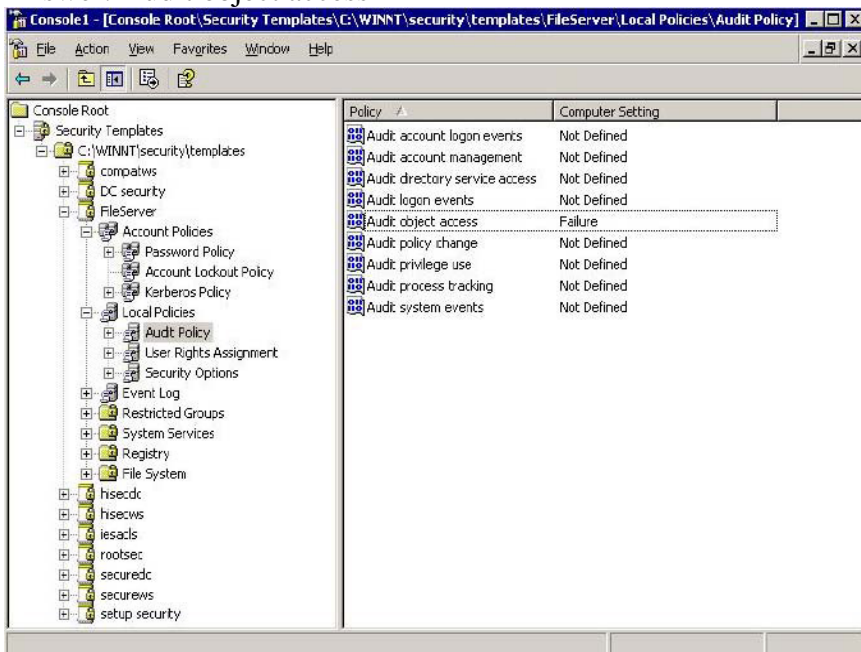 Console1 - [Console Root\Security Templates\C:\WINNT\security\templates\FileServer\Local Policies\Audit Policy]
File Action View Favorites Window Help
Console Root
Security Templates
C:\WINNT\security\templates
compatws
DC security
FileServer
Account Policies
Password Policy
Account Lockout Policy
Kerberos Policy
Local Policies
Audit Policy
User Rights Assignment
Security Options
Event Log
Restricted Groups
System Services
Registry
File System
hisecdc
hisecws
iesacls
rootsec
securedc
securews
setup security
Policy Computer Setting
Audit account logon events Not Defined
Audit account management Not Defined
Audit directory service access Not Defined
Audit logon events Not Defined
Audit object access Failure
Audit policy change Not Defined
Audit privilege use Not Defined
Audit process tracking Not Defined
Audit system events Not Defined